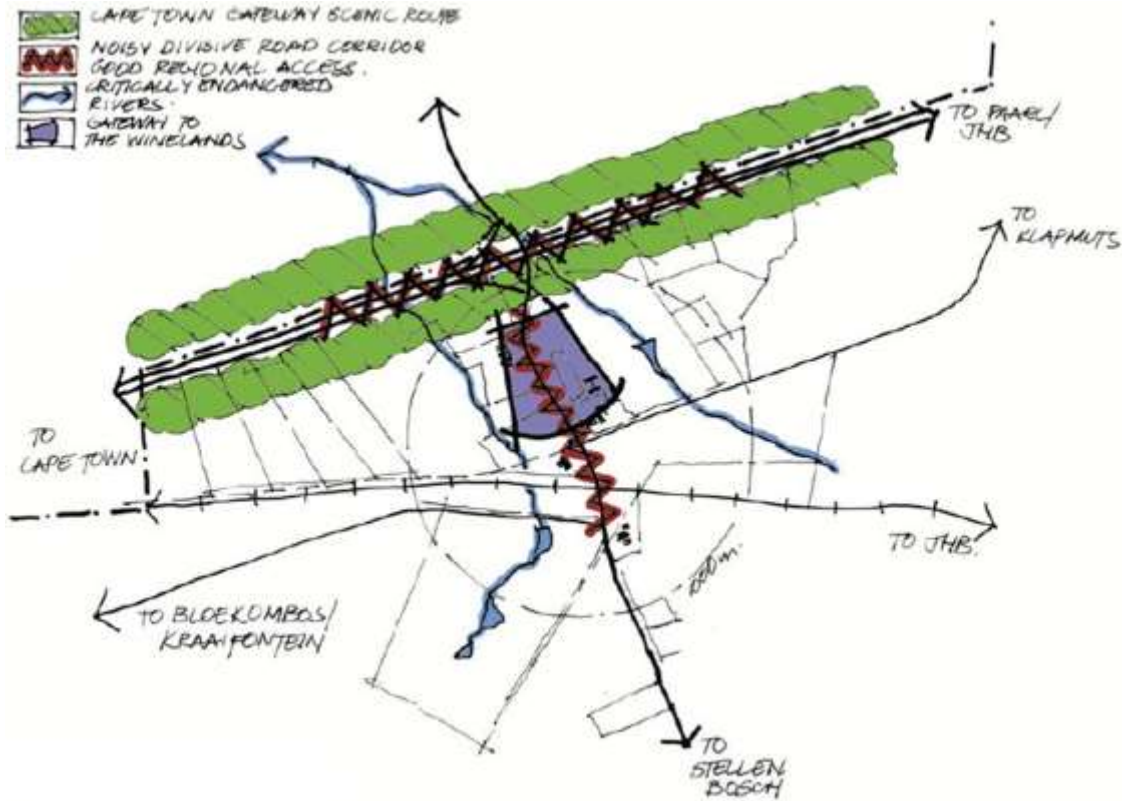 CAPE TOWN GATEWAY SCENIC ROUTE
NOISY DIVISIVE ROAD CORRIDOR
GOOD REGIONAL ACCESS.
CRITICALLY ENDANGERED
RIVERS.
GATEWAY TO
THE WINELANDS
TO PAARL/
JHB
TO
KLAPMUTS
TO
CAPE TOWN
TO JHB.
TO BLOEKOMBOS/
KRAAIFONTEIN
TO
STELLEN
BOSCH